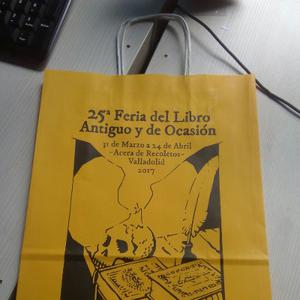 25ª Feria del Libro
Antiguo y de Ocasión
31 de Marzo a 24 de Abril
-Acera de Recoletos-
Valladolid
2017